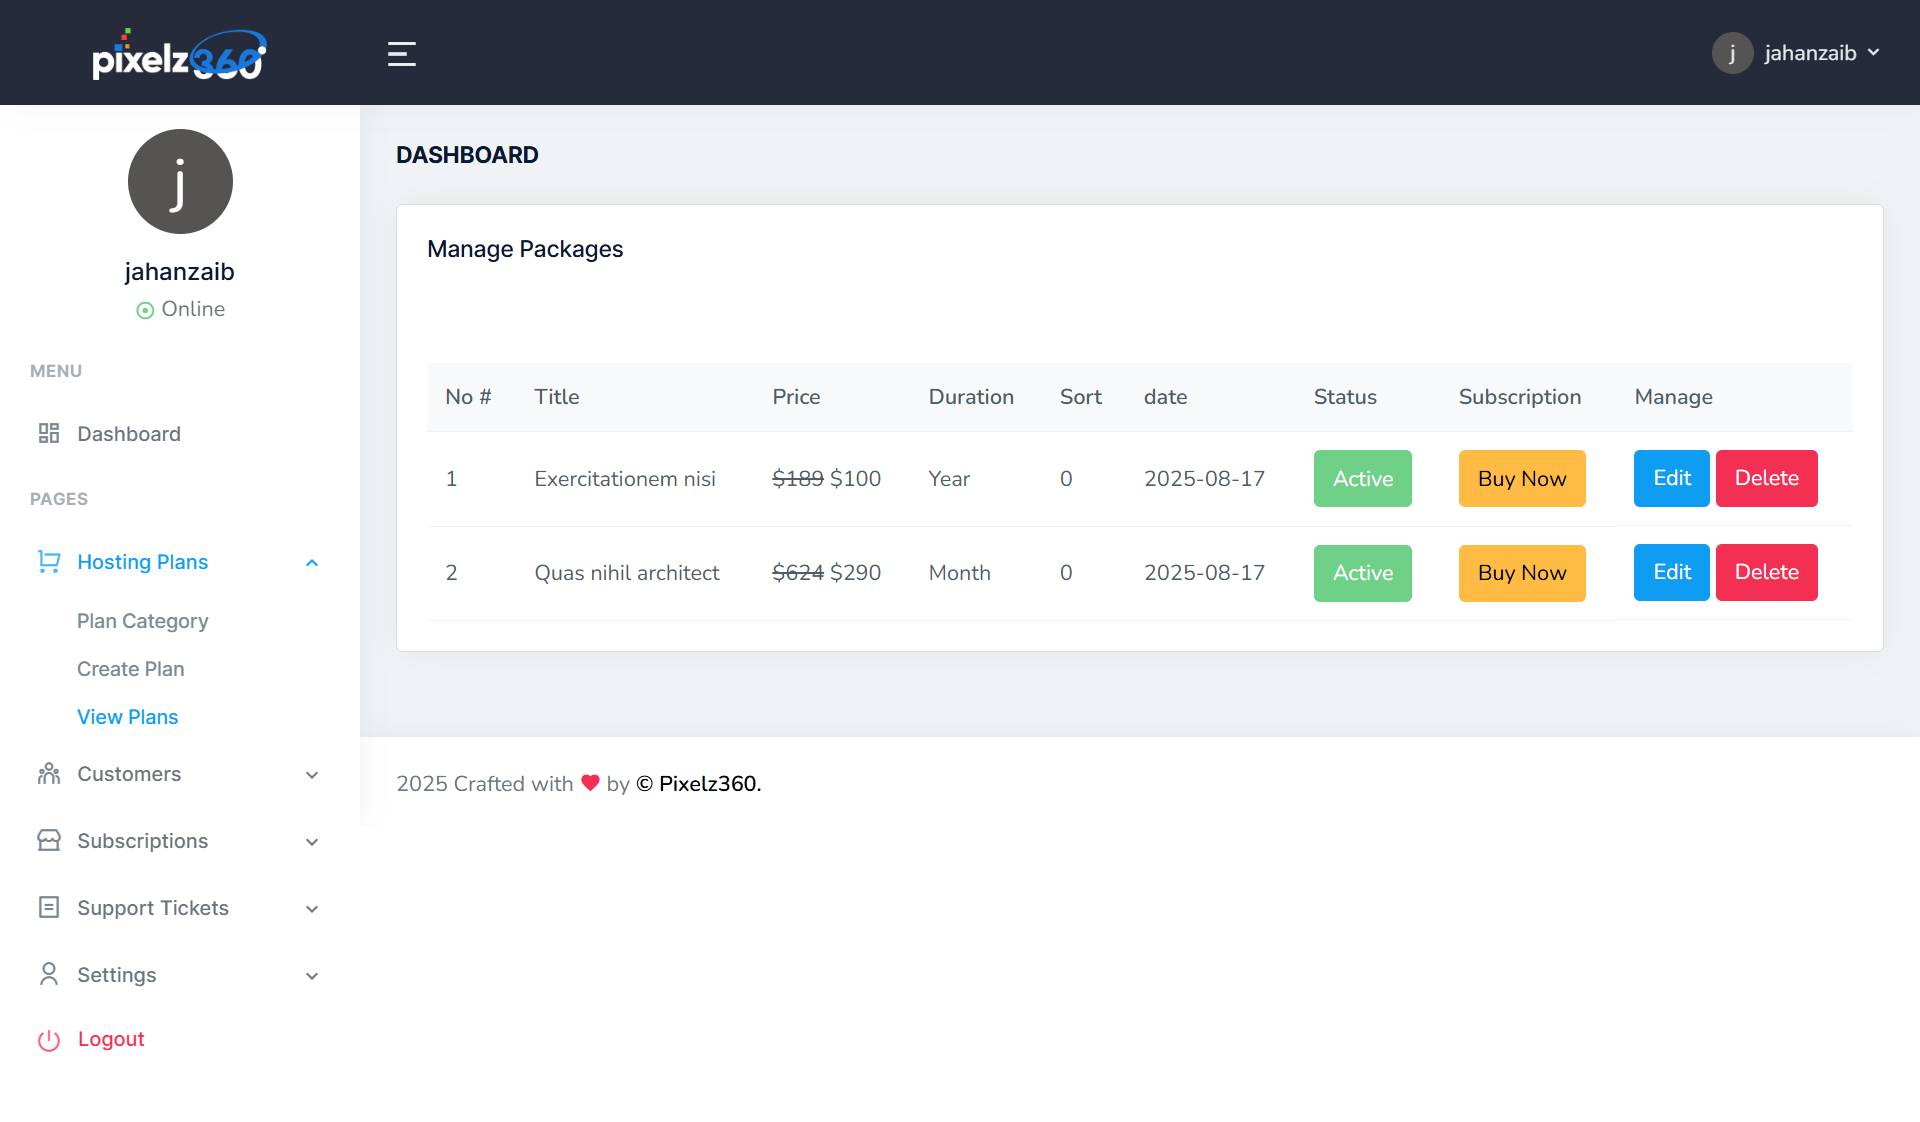 pixelz360
j jahanzaib
j
jahanzaib
Online
MENU
Dashboard
PAGES
Hosting Plans
Plan Category
Create Plan
View Plans
Customers
Subscriptions
Support Tickets
Settings
Logout
DASHBOARD
Manage Packages
No # Title Price Duration Sort date Status Subscription Manage
1 Exercitationem nisi $189 $100 Year 0 2025-08-17 Active Buy Now Edit Delete
2 Quas nihil architect $624 $290 Month 0 2025-08-17 Active Buy Now Edit Delete
2025 Crafted with ❤ by © Pixelz360.